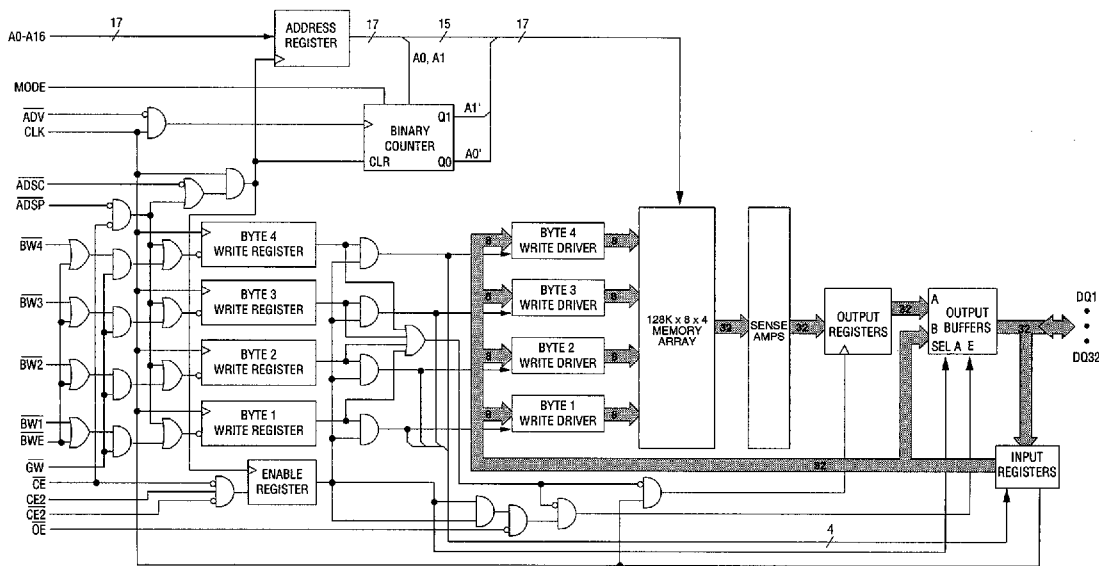 A0-A16
17
ADDRESS
REGISTER
17
15
17
A0, A1
MODE
ADV
CLK
BINARY
COUNTER
CLR
Q1
Q0
A1'
A0'
ADSC
ADSP
BW4
BW3
BW2
BW1
BWE
GW
CE
CE2
CE2
OE
BYTE 4
WRITE REGISTER
BYTE 3
WRITE REGISTER
BYTE 2
WRITE REGISTER
BYTE 1
WRITE REGISTER
ENABLE
REGISTER
8
BYTE 4
WRITE DRIVER
8
8
BYTE 3
WRITE DRIVER
8
8
BYTE 2
WRITE DRIVER
8
8
BYTE 1
WRITE DRIVER
8
128K x 8 x 4
MEMORY
ARRAY
32
SENSE
AMPS
32
OUTPUT
REGISTERS
32
A
B
OUTPUT
BUFFERS
SEL A E
32
DQ1
DQ32
32
INPUT
REGISTERS
4